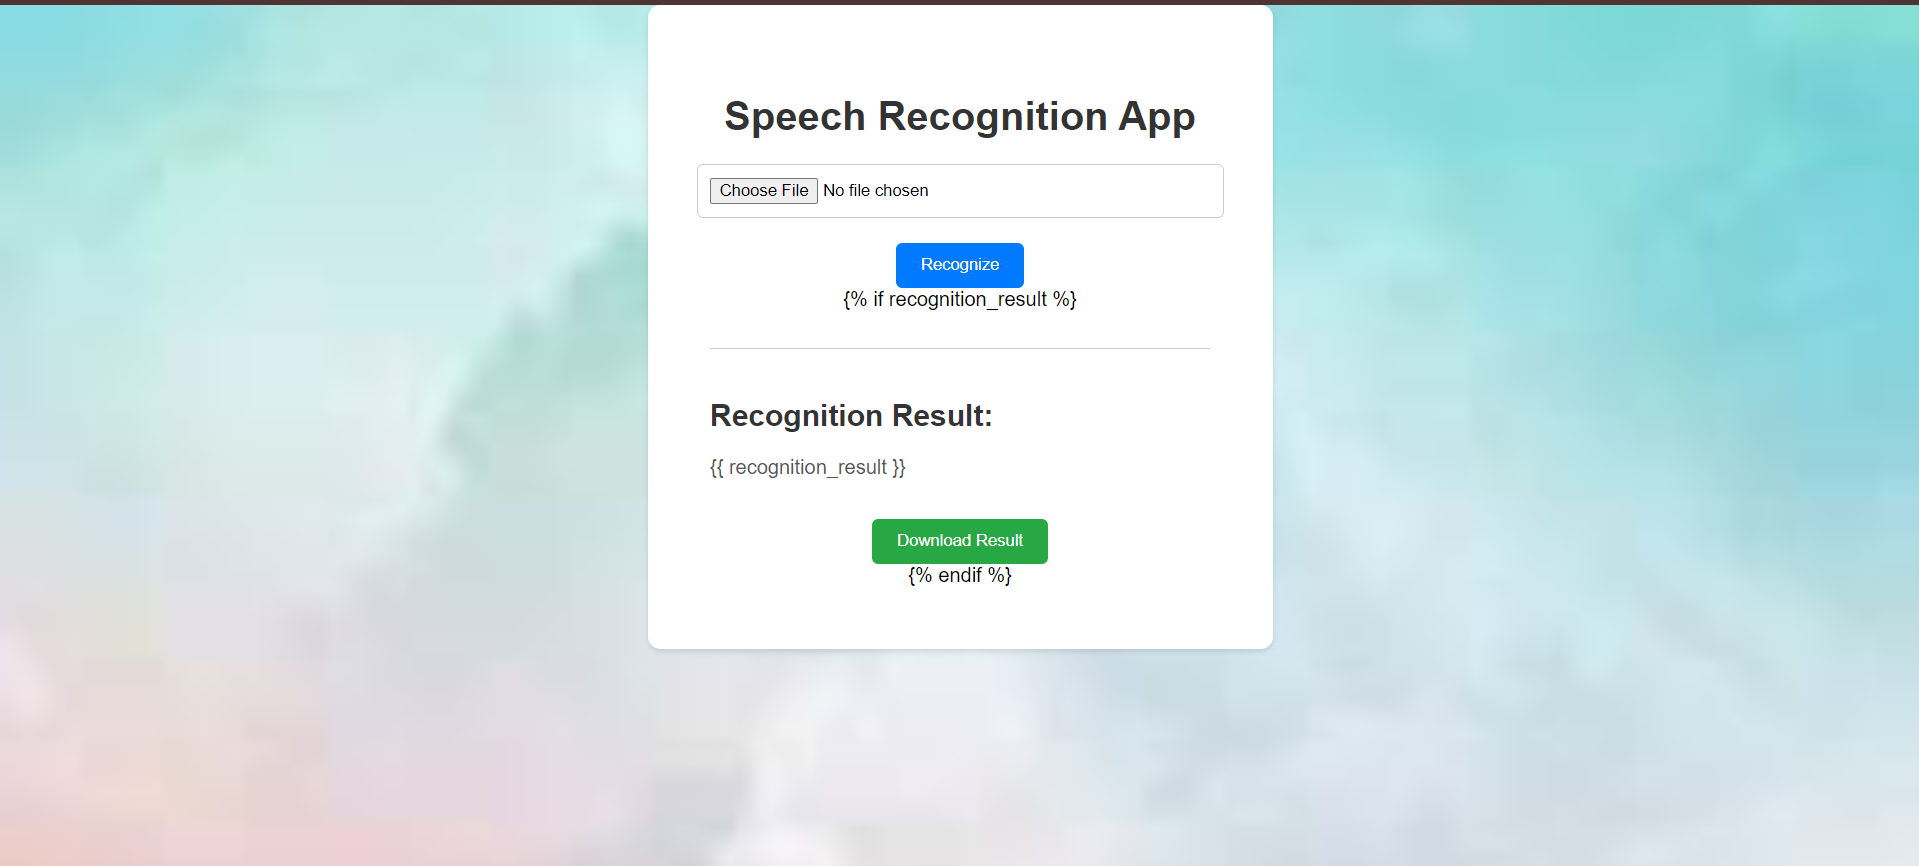 Speech Recognition App
Choose File No file chosen
Recognize
{% if recognition_result %}
Recognition Result:
{{ recognition_result }}
Download Result
{% endif %}